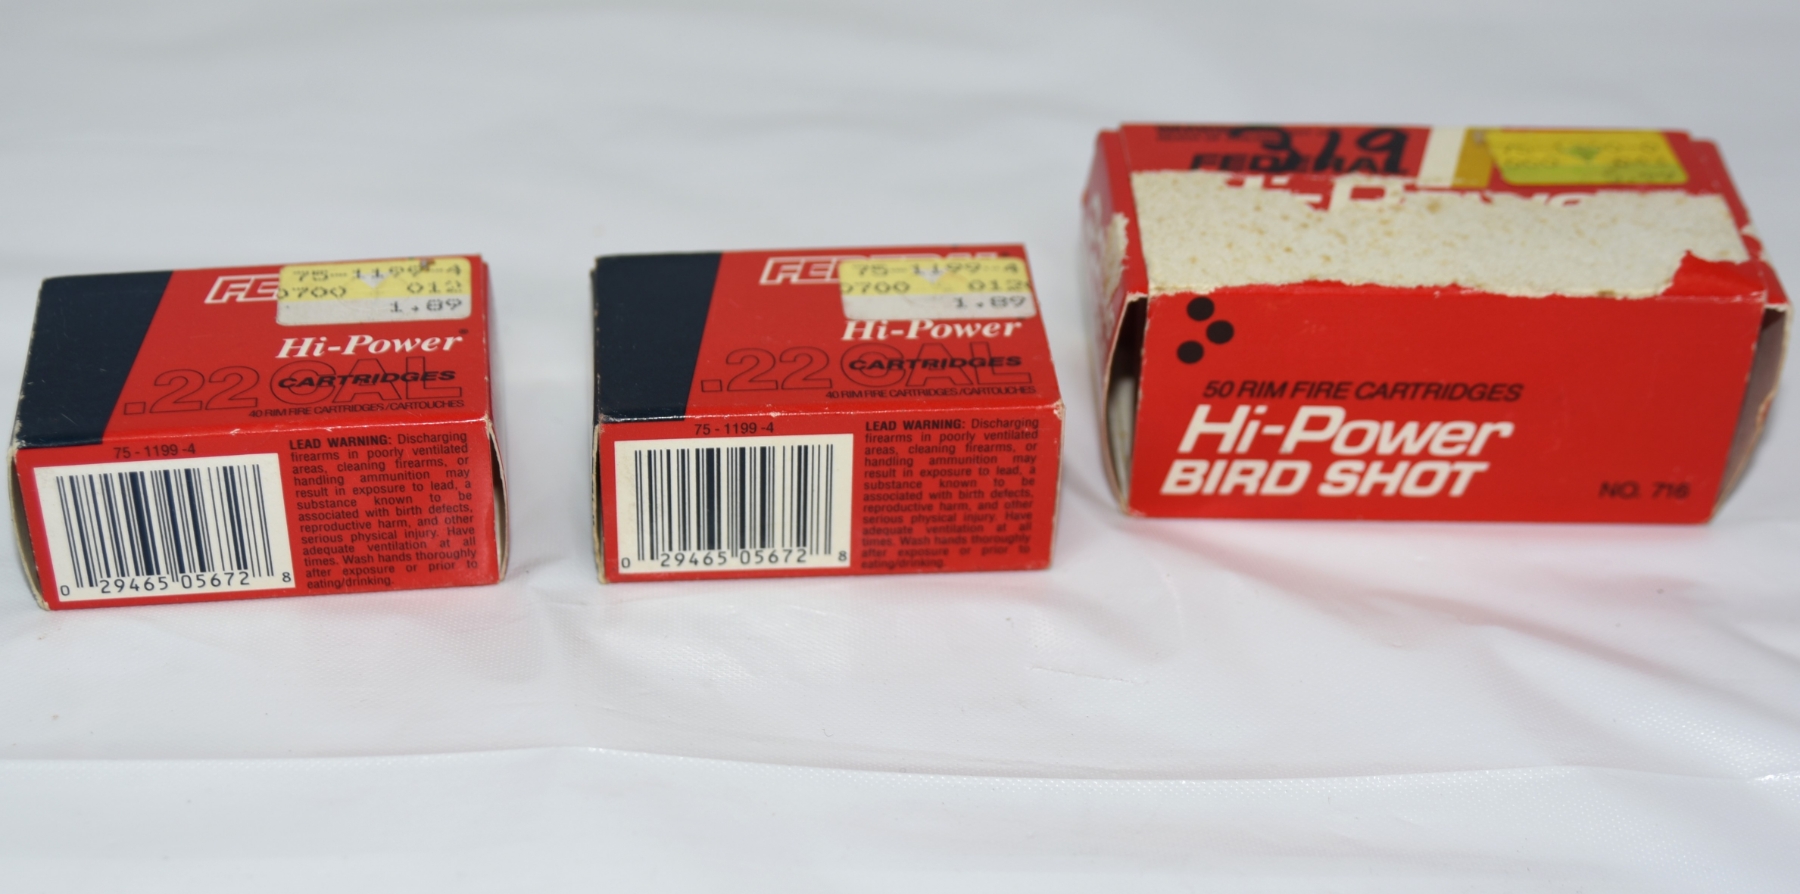 FE
75-1199-4
0700 012
1.89
Hi-Power®
.22 CAL
CARTRIDGES
40 RIM FIRE CARTRIDGES/CARTOUCHES
75-1199-4
LEAD WARNING: Discharging
firearms in poorly ventilated
areas, cleaning firearms, or
handling ammunition may
result in exposure to lead, a
substance known to be
associated with birth defects,
reproductive harm, and other
serious physical injury. Have
adequate ventilation at all
times. Wash hands thoroughly
after exposure or prior to
eating/drinking.
0 29465 05672 8
FEDERAL
75-1199-4
0700 012
1.89
Hi-Power
.22 CAL
CARTRIDGES
40 RIM FIRE CARTRIDGES/CARTOUCHES
75-1199-4
LEAD WARNING: Discharging
firearms in poorly ventilated
areas, cleaning firearms, or
handling ammunition may
result in exposure to lead, a
substance known to be
associated with birth defects,
reproductive harm, and other
serious physical injury. Have
adequate ventilation at all
times. Wash hands thoroughly
after exposure or prior to
eating/drinking.
0 29465 05672 8
319
FEDERAL
Hi-Power
50 RIM FIRE CARTRIDGES
Hi-Power
BIRD SHOT
NO. 716